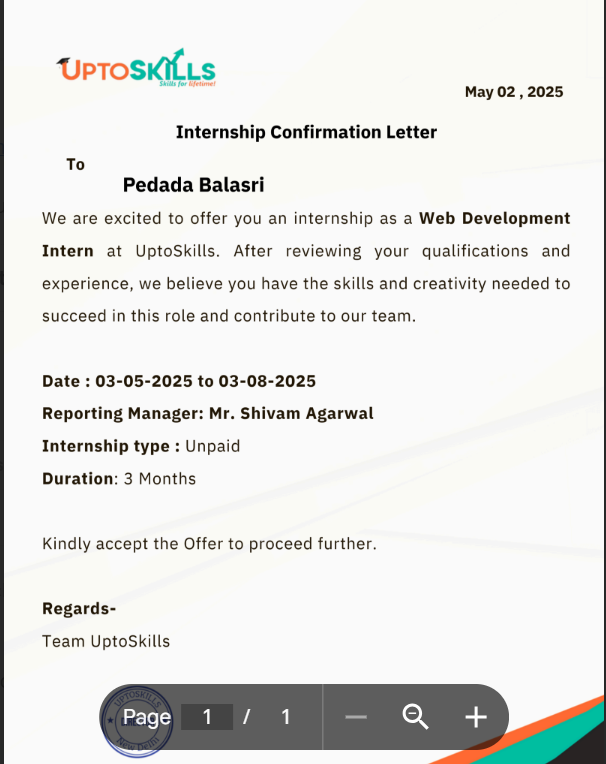 UPTOSKILLS
Skills for lifetime!
May 02 , 2025
Internship Confirmation Letter
To
Pedada Balasri
We are excited to offer you an internship as a Web Development
Intern at UptoSkills. After reviewing your qualifications and
experience, we believe you have the skills and creativity needed to
succeed in this role and contribute to our team.
Date : 03-05-2025 to 03-08-2025
Reporting Manager: Mr. Shivam Agarwal
Internship type : Unpaid
Duration: 3 Months
Kindly accept the Offer to proceed further.
Regards-
Team UptoSkills
UPTOSKILLS
New Delhi
Page 1 / 1